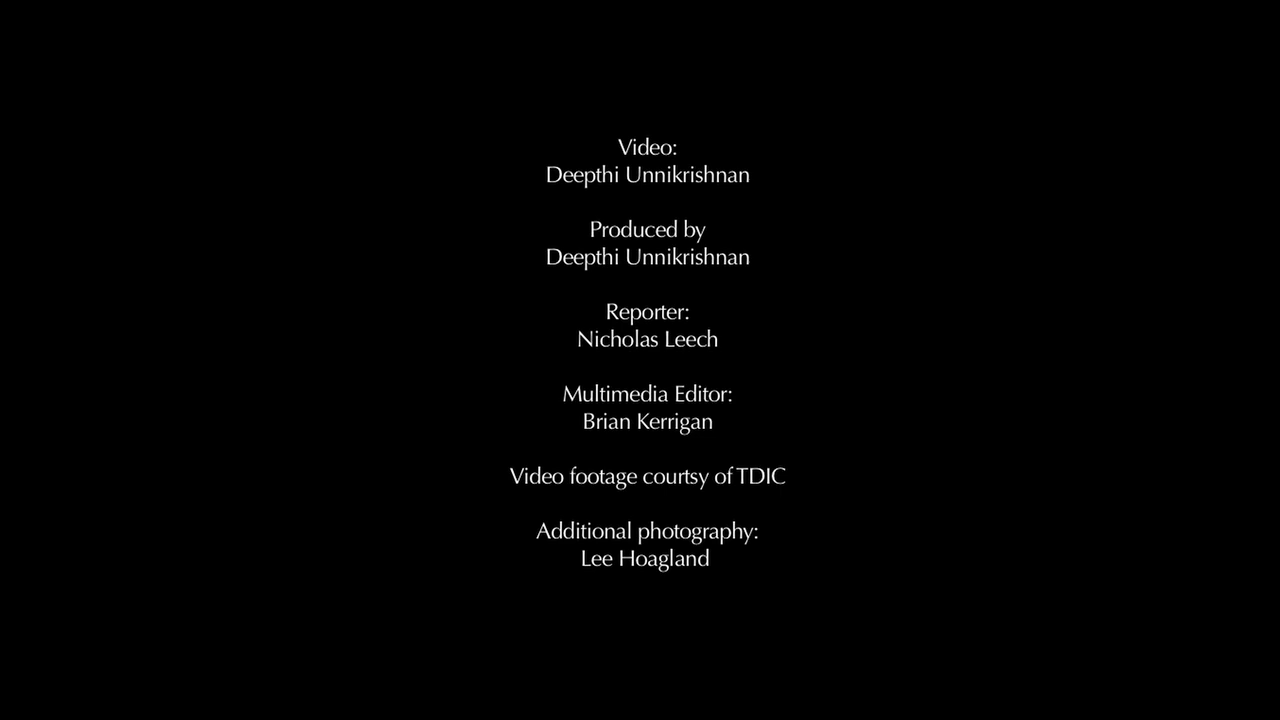 Video:
Deepthi Unnikrishnan
Produced by
Deepthi Unnikrishnan
Reporter:
Nicholas Leech
Multimedia Editor:
Brian Kerrigan
Video footage courtsy of TDIC
Additional photography:
Lee Hoagland